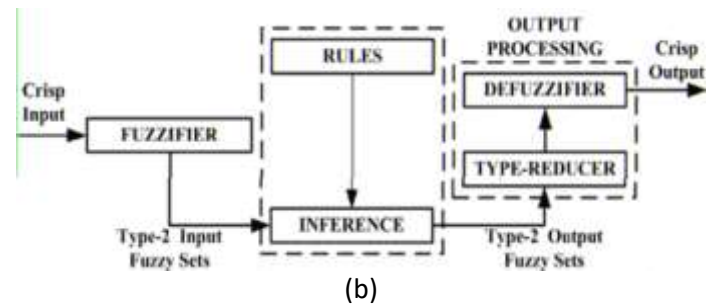 OUTPUT
PROCESSING
Crisp
Output
RULES
DEFUZZIFIER
Crisp
Input
FUZZIFIER
TYPE-REDUCER
INFERENCE
Type-2 Input
Fuzzy Sets
Type-2 Output
Fuzzy Sets
(b)